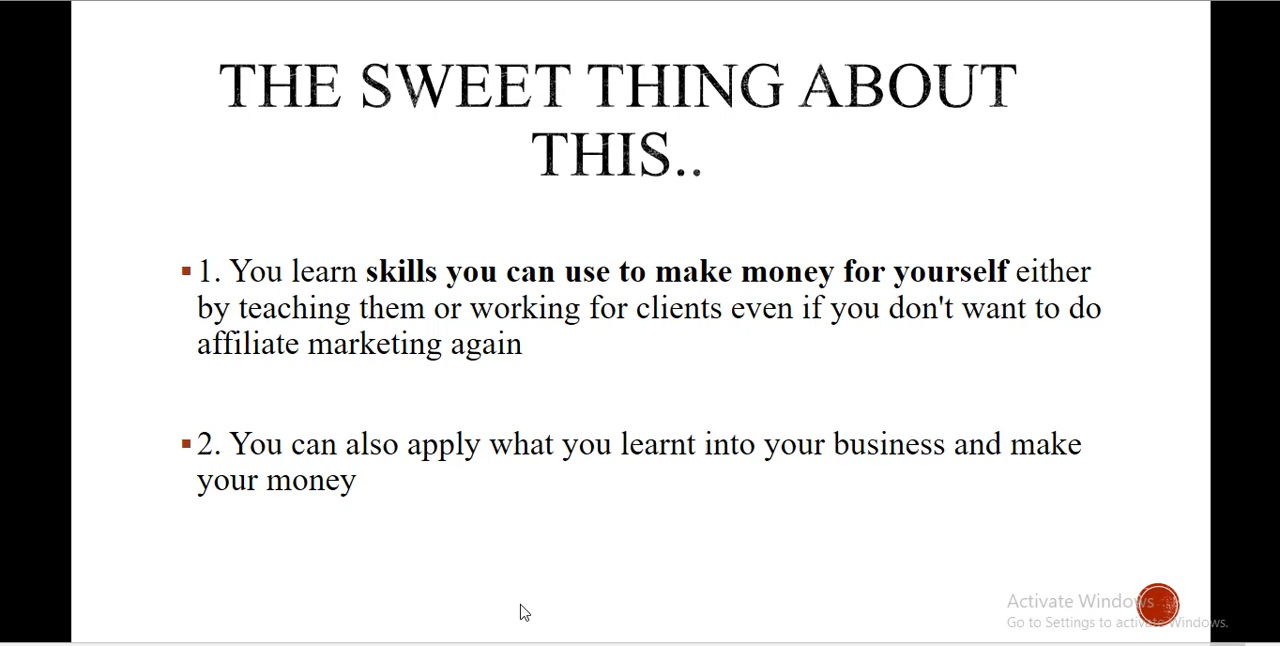 THE SWEET THING ABOUT
THIS..
▪ 1. You learn skills you can use to make money for yourself either
by teaching them or working for clients even if you don't want to do
affiliate marketing again
▪ 2. You can also apply what you learnt into your business and make
your money
Activate Windows
Go to Settings to activate Windows.